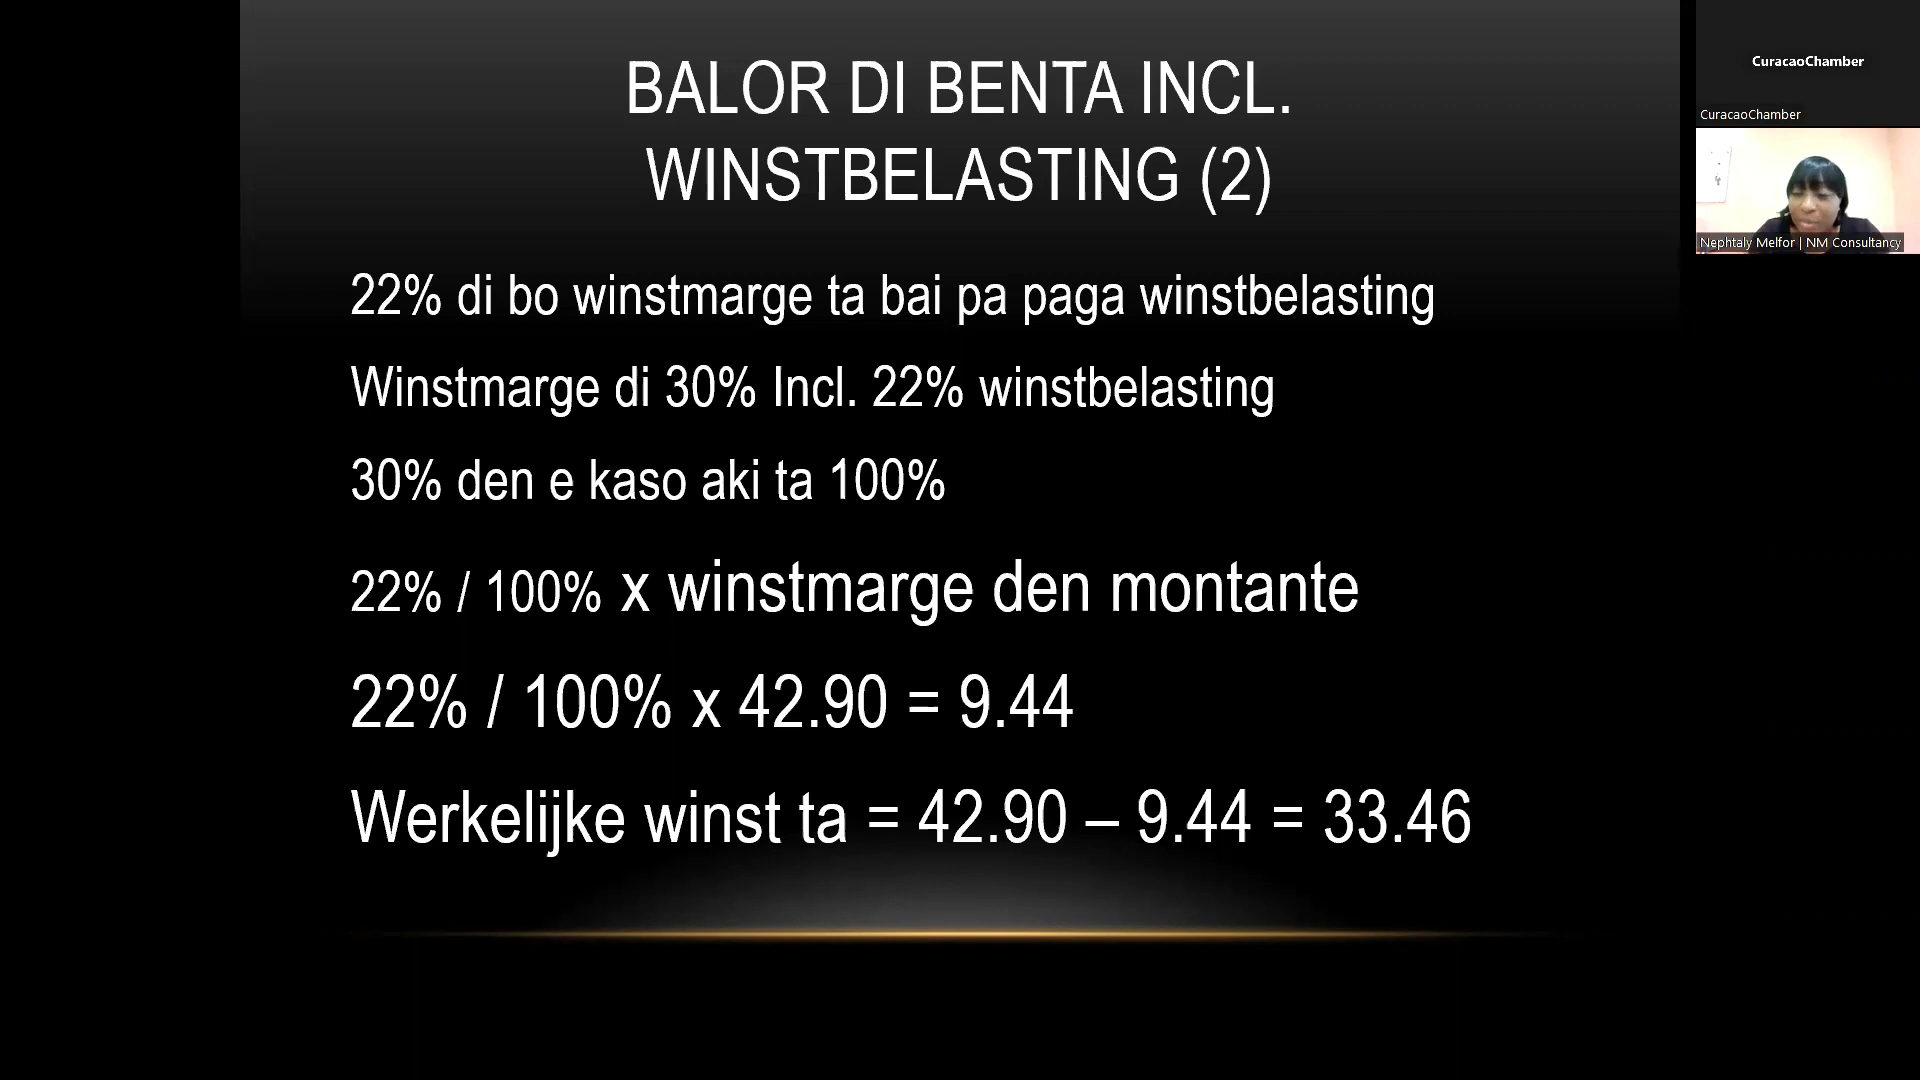 BALOR DI BENTA INCL.
WINSTBELASTING (2)
22% di bo winstmarge ta bai pa paga winstbelasting
Winstmarge di 30% Incl. 22% winstbelasting
30% den e kaso aki ta 100%
22% / 100% x winstmarge den montante
22% / 100% x 42.90 = 9.44
Werkelijke winst ta = 42.90 – 9.44 = 33.46
CuracaoChamber
CuracaoChamber
Nephtaly Melfor | NM Consultancy